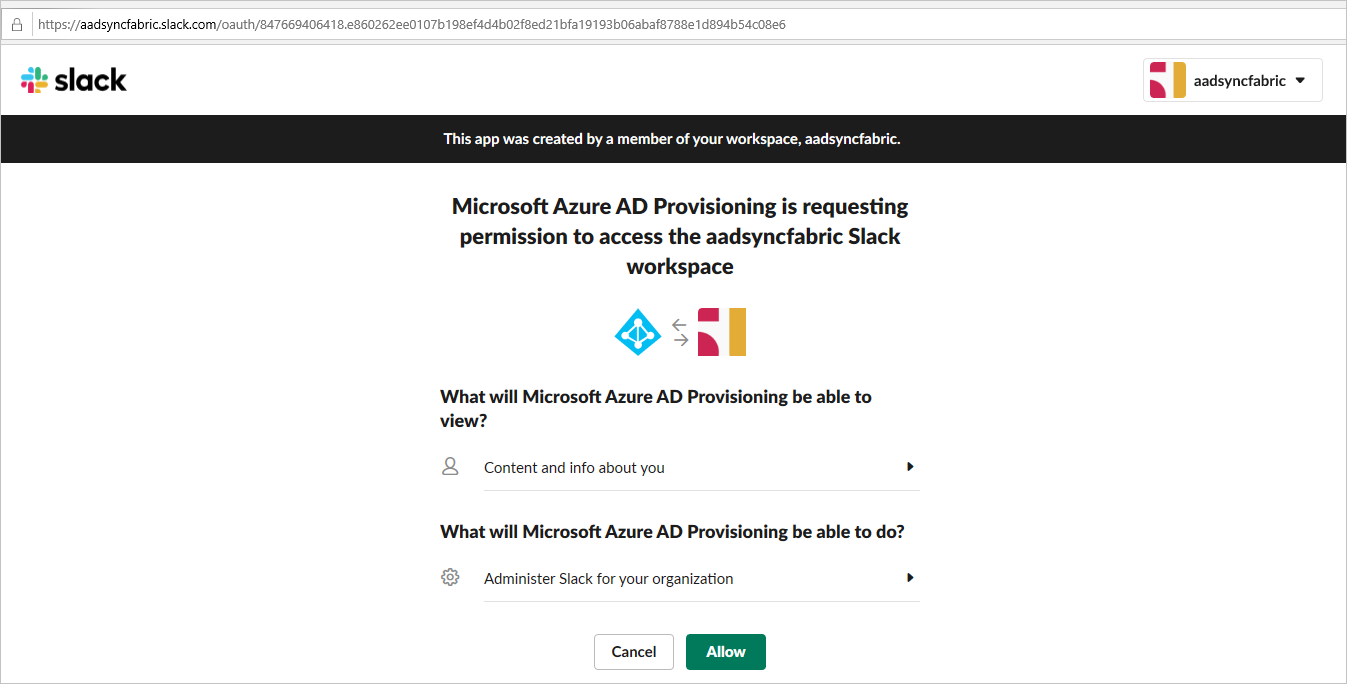 https://aadsyncfabric.slack.com/oauth/847669406418.e860262ee0107b198ef4d4b02f8ed21bfa19193b06abaf8788e1d894b54c08e6
slack
aadsyncfabric
This app was created by a member of your workspace, aadsyncfabric.
Microsoft Azure AD Provisioning is requesting
permission to access the aadsyncfabric Slack
workspace
What will Microsoft Azure AD Provisioning be able to
view?
Content and info about you
What will Microsoft Azure AD Provisioning be able to do?
Administer Slack for your organization
Cancel
Allow